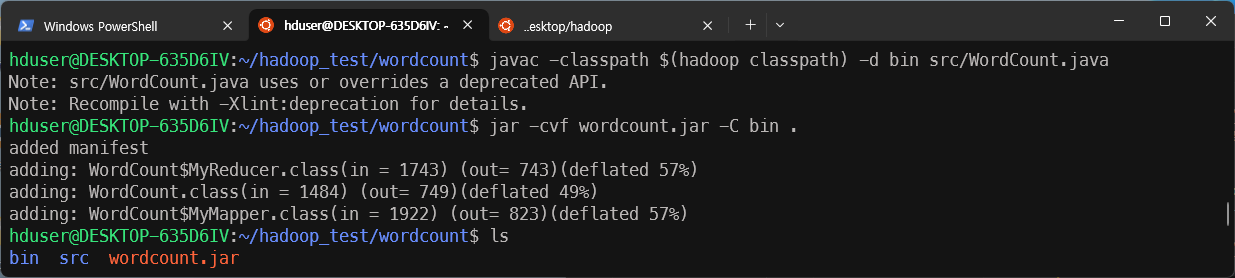 Windows PowerShell
hduser@DESKTOP-635D6IV: ~
..esktop/hadoop
hduser@DESKTOP-635D6IV:~/hadoop_test/wordcount$ javac -classpath $(hadoop classpath) -d bin src/WordCount.java
Note: src/WordCount.java uses or overrides a deprecated API.
Note: Recompile with -Xlint:deprecation for details.
hduser@DESKTOP-635D6IV:~/hadoop_test/wordcount$ jar -cvf wordcount.jar -C bin .
added manifest
adding: WordCount$MyReducer.class(in = 1743) (out= 743)(deflated 57%)
adding: WordCount.class(in = 1484) (out= 749)(deflated 49%)
adding: WordCount$MyMapper.class(in = 1922) (out= 823)(deflated 57%)
hduser@DESKTOP-635D6IV:~/hadoop_test/wordcount$ ls
bin  src  wordcount.jar